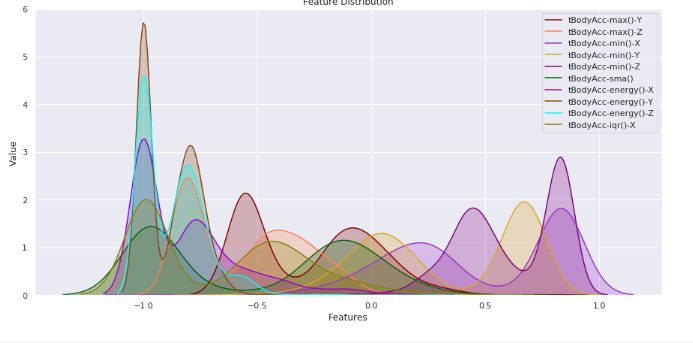 Feature Distribution
6
5
4
3
2
1
0
Value
−1.0
−0.5
0.0
0.5
1.0
Features
tBodyAcc-max()-Y
tBodyAcc-max()-Z
tBodyAcc-min()-X
tBodyAcc-min()-Y
tBodyAcc-min()-Z
tBodyAcc-sma()
tBodyAcc-energy()-X
tBodyAcc-energy()-Y
tBodyAcc-energy()-Z
tBodyAcc-iqr()-X